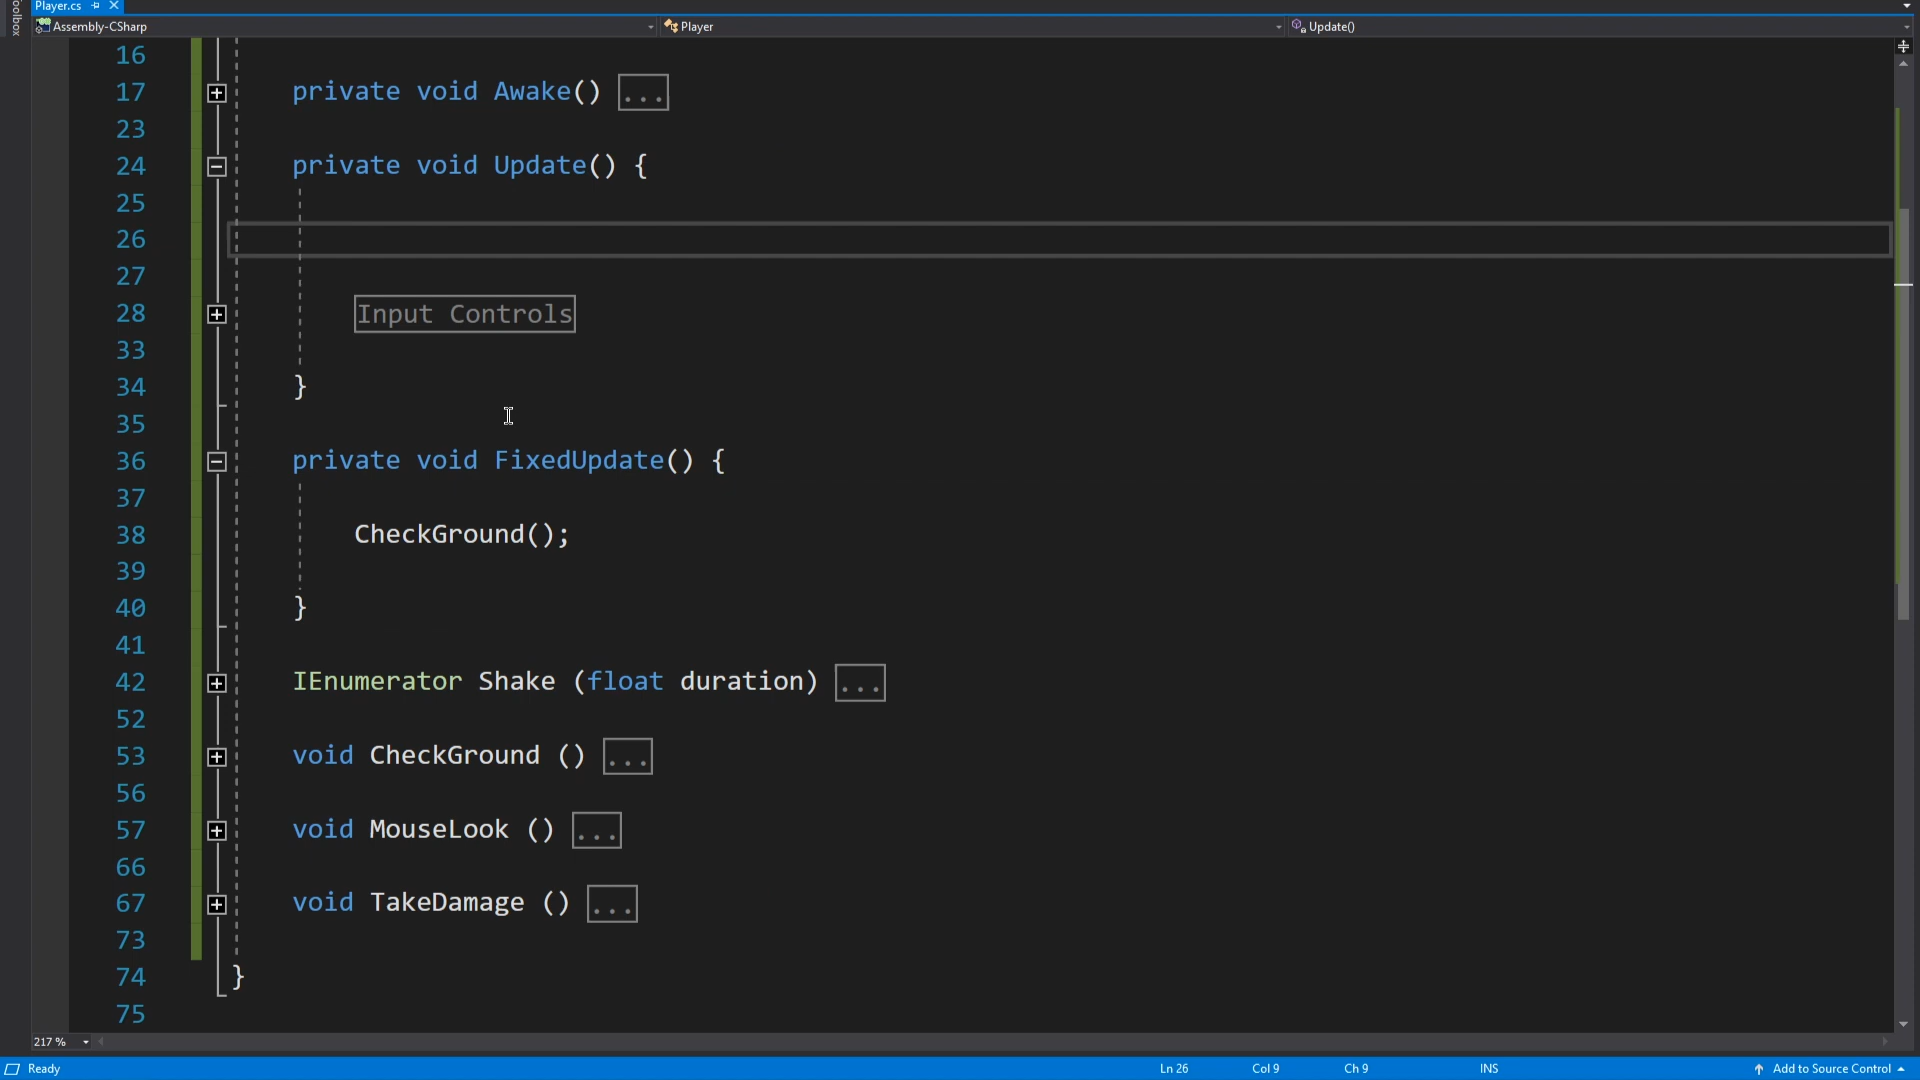 Toolbox
Player.cs
Assembly-CSharp Player Update()
16
17 private void Awake() ...
23
24 private void Update() {
25
26
27
28 Input Controls
33
34 }
35
36 private void FixedUpdate() {
37
38 CheckGround();
39
40 }
41
42 IEnumerator Shake (float duration) ...
52
53 void CheckGround () ...
56
57 void MouseLook () ...
66
67 void TakeDamage () ...
73
74 }
75
217 %
Ready Ln 26 Col 9 Ch 9 INS Add to Source Control